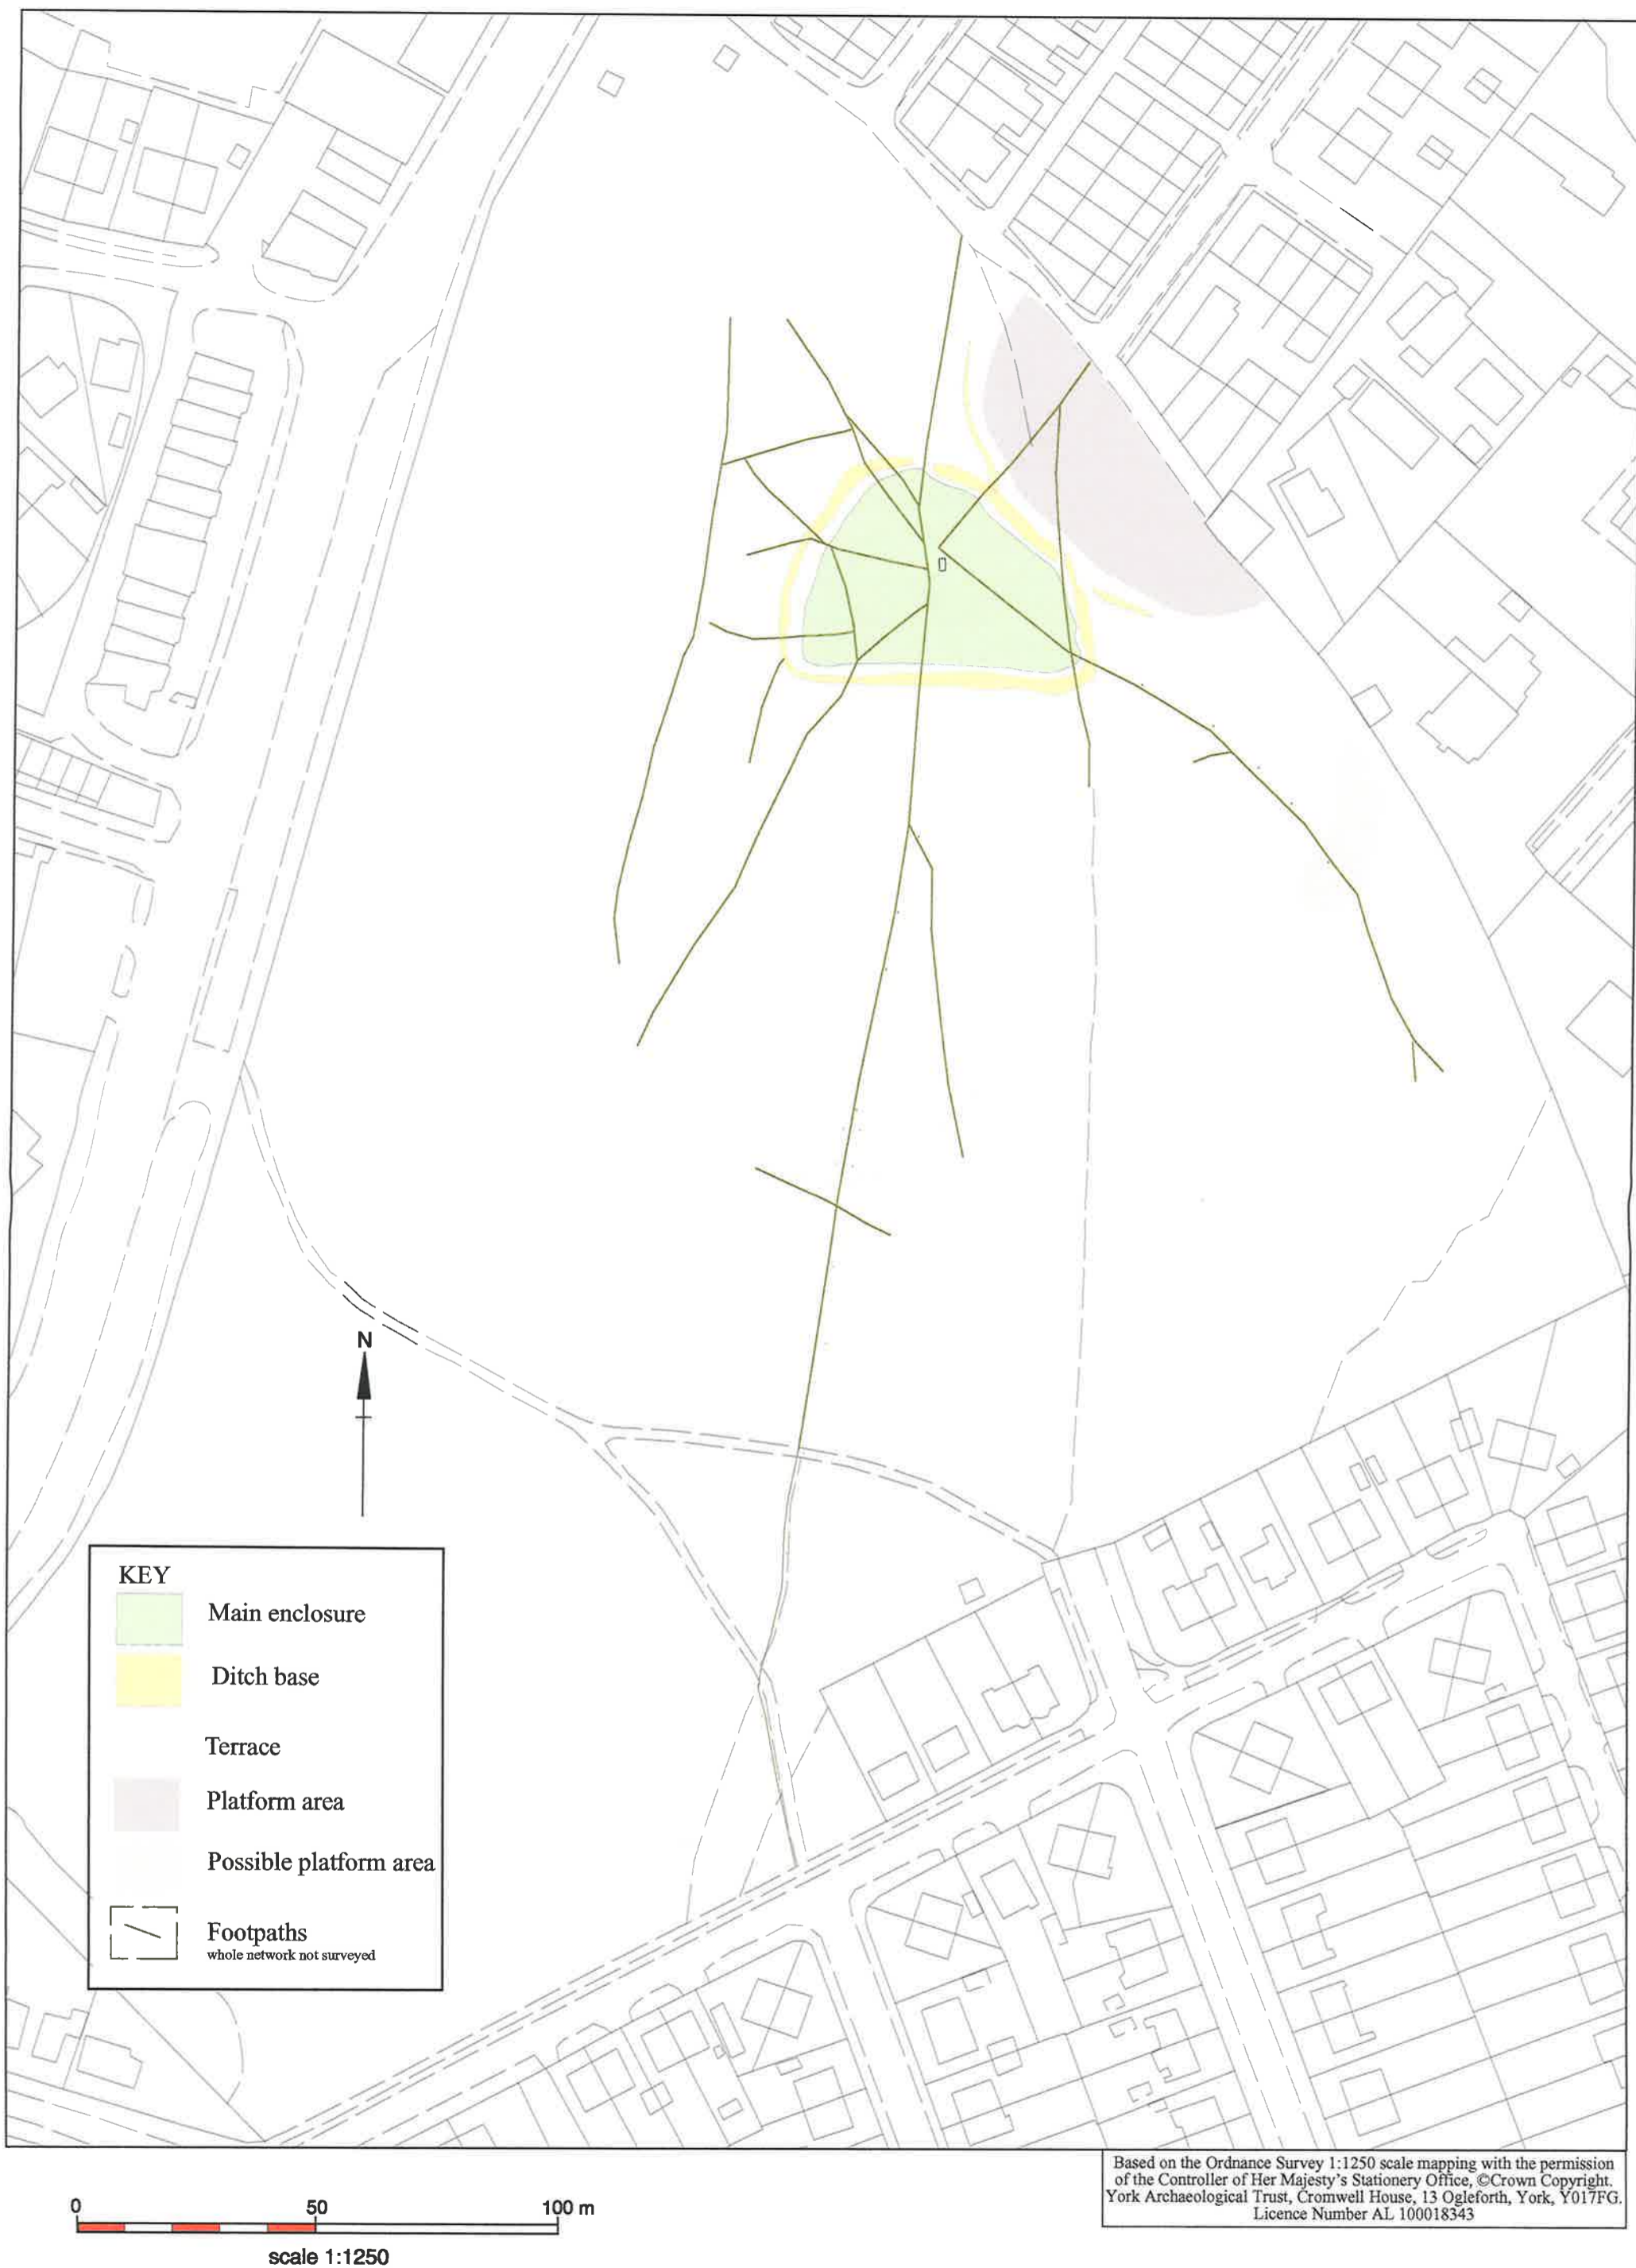 N
KEY
Main enclosure
Ditch base
Terrace
Platform area
Possible platform area
Footpaths
whole network not surveyed
Based on the Ordnance Survey 1:1250 scale mapping with the permission
of the Controller of Her Majesty's Stationery Office, ©Crown Copyright.
York Archaeological Trust, Cromwell House, 13 Ogleforth, York, Y017FG.
Licence Number AL 100018343
0 50 100 m
scale 1:1250